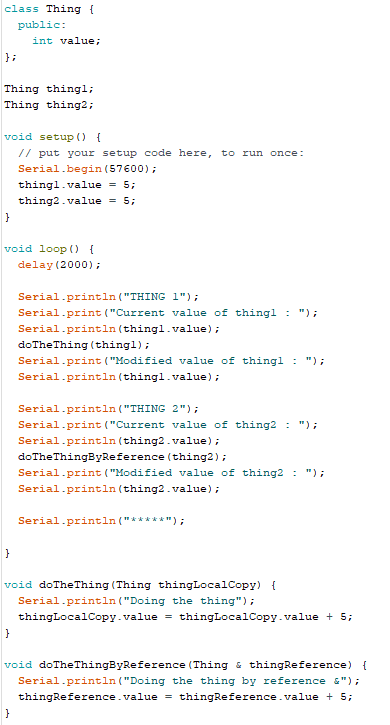 class Thing {
  public:
    int value;
};

Thing thing1;
Thing thing2;

void setup() {
  // put your setup code here, to run once:
  Serial.begin(57600);
  thing1.value = 5;
  thing2.value = 5;
}

void loop() {
  delay(2000);

  Serial.println("THING 1");
  Serial.print("Current value of thing1 : ");
  Serial.println(thing1.value);
  doTheThing(thing1);
  Serial.print("Modified value of thing1 : ");
  Serial.println(thing1.value);

  Serial.println("THING 2");
  Serial.print("Current value of thing2 : ");
  Serial.println(thing2.value);
  doTheThingByReference(thing2);
  Serial.print("Modified value of thing2 : ");
  Serial.println(thing2.value);

  Serial.println("*****");

}

void doTheThing(Thing thingLocalCopy) {
  Serial.println("Doing the thing");
  thingLocalCopy.value = thingLocalCopy.value + 5;
}

void doTheThingByReference(Thing & thingReference) {
  Serial.println("Doing the thing by reference &");
  thingReference.value = thingReference.value + 5;
}